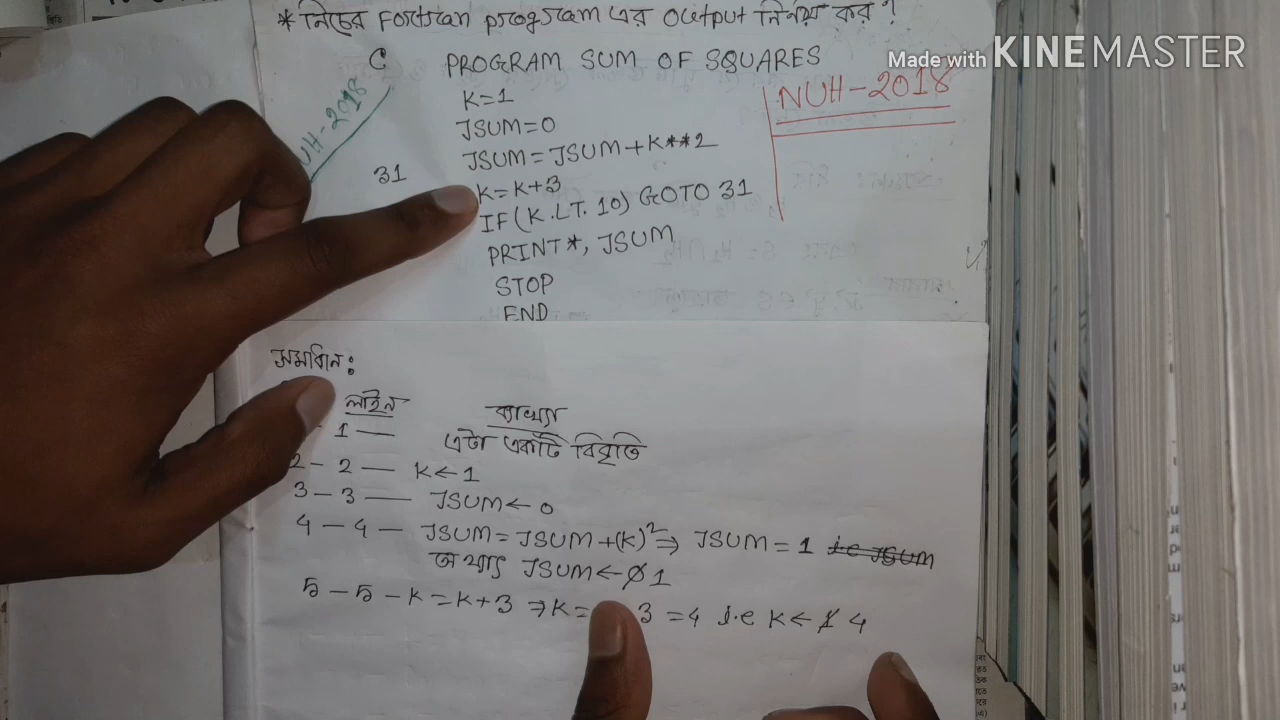 * নিচের Fortran program এর output নির্ণয় কর ?
Made with KINEMASTER
C PROGRAM SUM OF SQUARES
NUH-2018
NUH-2018
K=1
JSUM=0
JSUM=JSUM+K**2
31 K=K+3
IF(K.LT.10) GOTO 31
PRINT*, JSUM
STOP
END
সমাধান:
লাইন ব্যাখ্যা
1 — এটা একটি বিবৃতি
2 - 2 — K←1
3 - 3 — JSUM← 0
4 - 4 - JSUM= JSUM+(K)²⇒ JSUM = 1 i.e JSUM
অর্থাৎ JSUM←0 1
5 - 5 - K=K+3 ⇒K= 3 =4 i.e K← 1 4